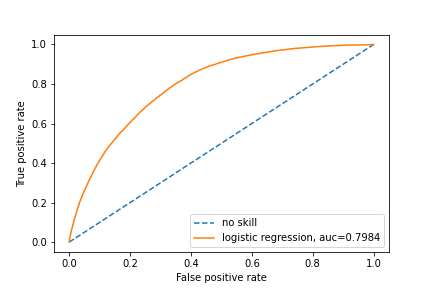 1.0
0.8
0.6
0.4
0.2
0.0
True positive rate
no skill
logistic regression, auc=0.7984
0.0 0.2 0.4 0.6 0.8 1.0
False positive rate